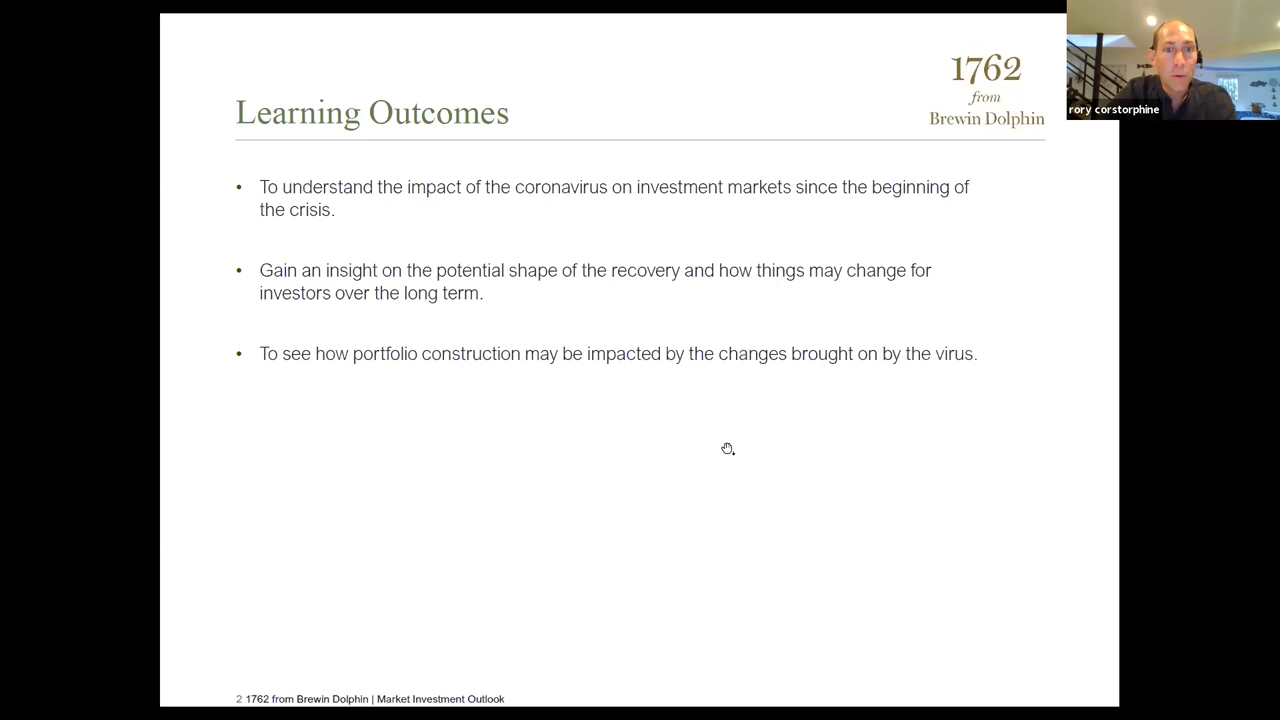 1762
from
Brewin Dolphin
rory corstorphine
Learning Outcomes
• To understand the impact of the coronavirus on investment markets since the beginning of
the crisis.
• Gain an insight on the potential shape of the recovery and how things may change for
investors over the long term.
• To see how portfolio construction may be impacted by the changes brought on by the virus.
2 1762 from Brewin Dolphin | Market Investment Outlook